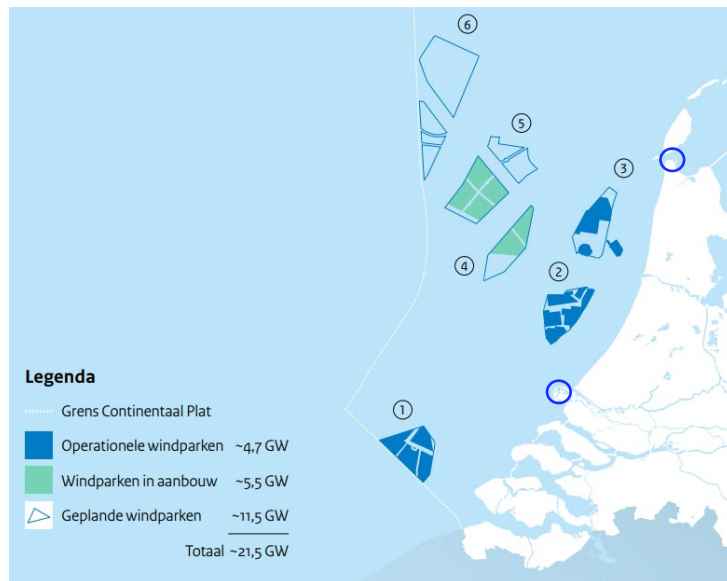 6
5
3
4
2
1
Legenda
Grens Continentaal Plat
Operationele windparken ~4,7 GW
Windparken in aanbouw ~5,5 GW
Geplande windparken ~11,5 GW
Totaal ~21,5 GW